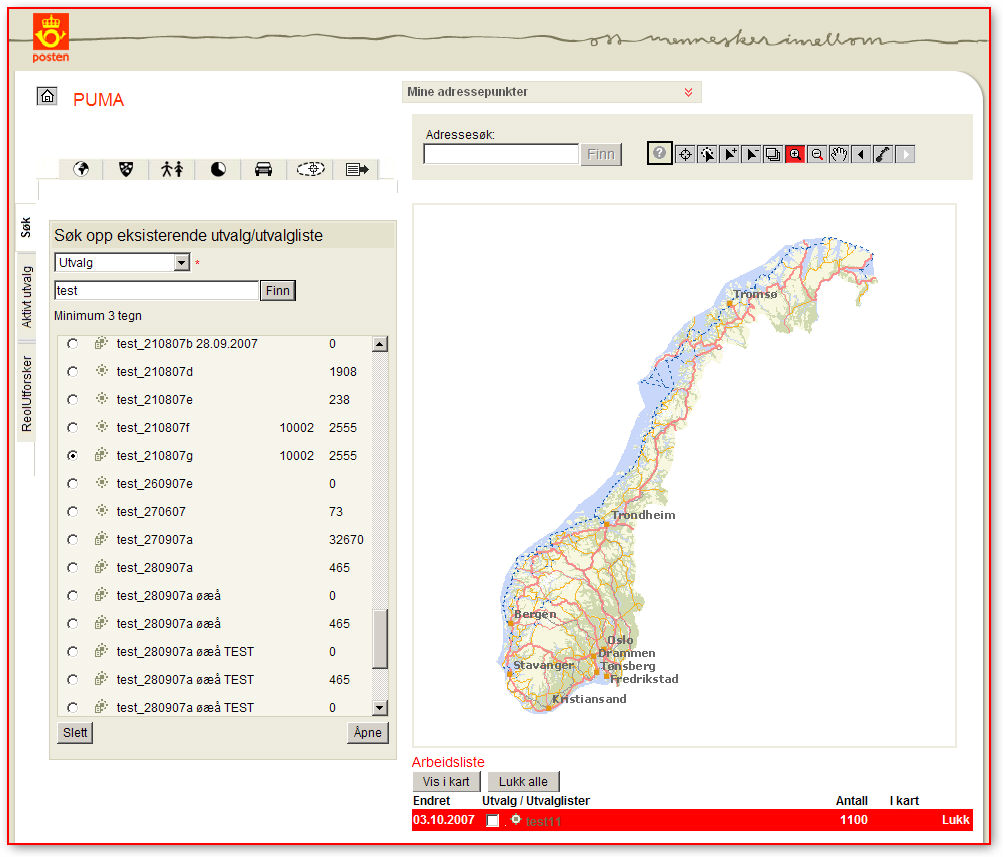 oss mennesker imellom
posten
PUMA
Mine adressepunkter
Adressesøk:
Finn
?
Søk
Aktivt utvalg
ReolUtforsker
Søk opp eksisterende utvalg/utvalgliste
Utvalg *
test Finn
Minimum 3 tegn
test_210807b 28.09.2007 0
test_210807d 1908
test_210807e 238
test_210807f 10002 2555
test_210807g 10002 2555
test_260907e 0
test_270607 73
test_270907a 32670
test_280907a 465
test_280907a øæå 0
test_280907a øæå 465
test_280907a øæå TEST 0
test_280907a øæå TEST 465
test_280907a øæå TEST 0
Slett Åpne
Tromsø
Trondheim
Bergen
Oslo
Drammen
Stavanger
Tønsberg
Fredrikstad
Kristiansand
Arbeidsliste
Vis i kart Lukk alle
Endret Utvalg / Utvalglister Antall I kart
03.10.2007 test11 1100 Lukk